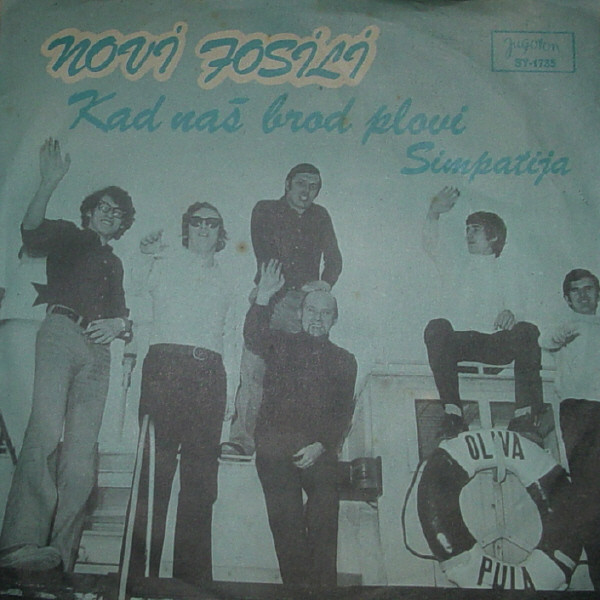 NOVi FOSiLi
Jugoton
SY-1735
Kad naš brod plovi
Simpatija
OLIVA
PULA